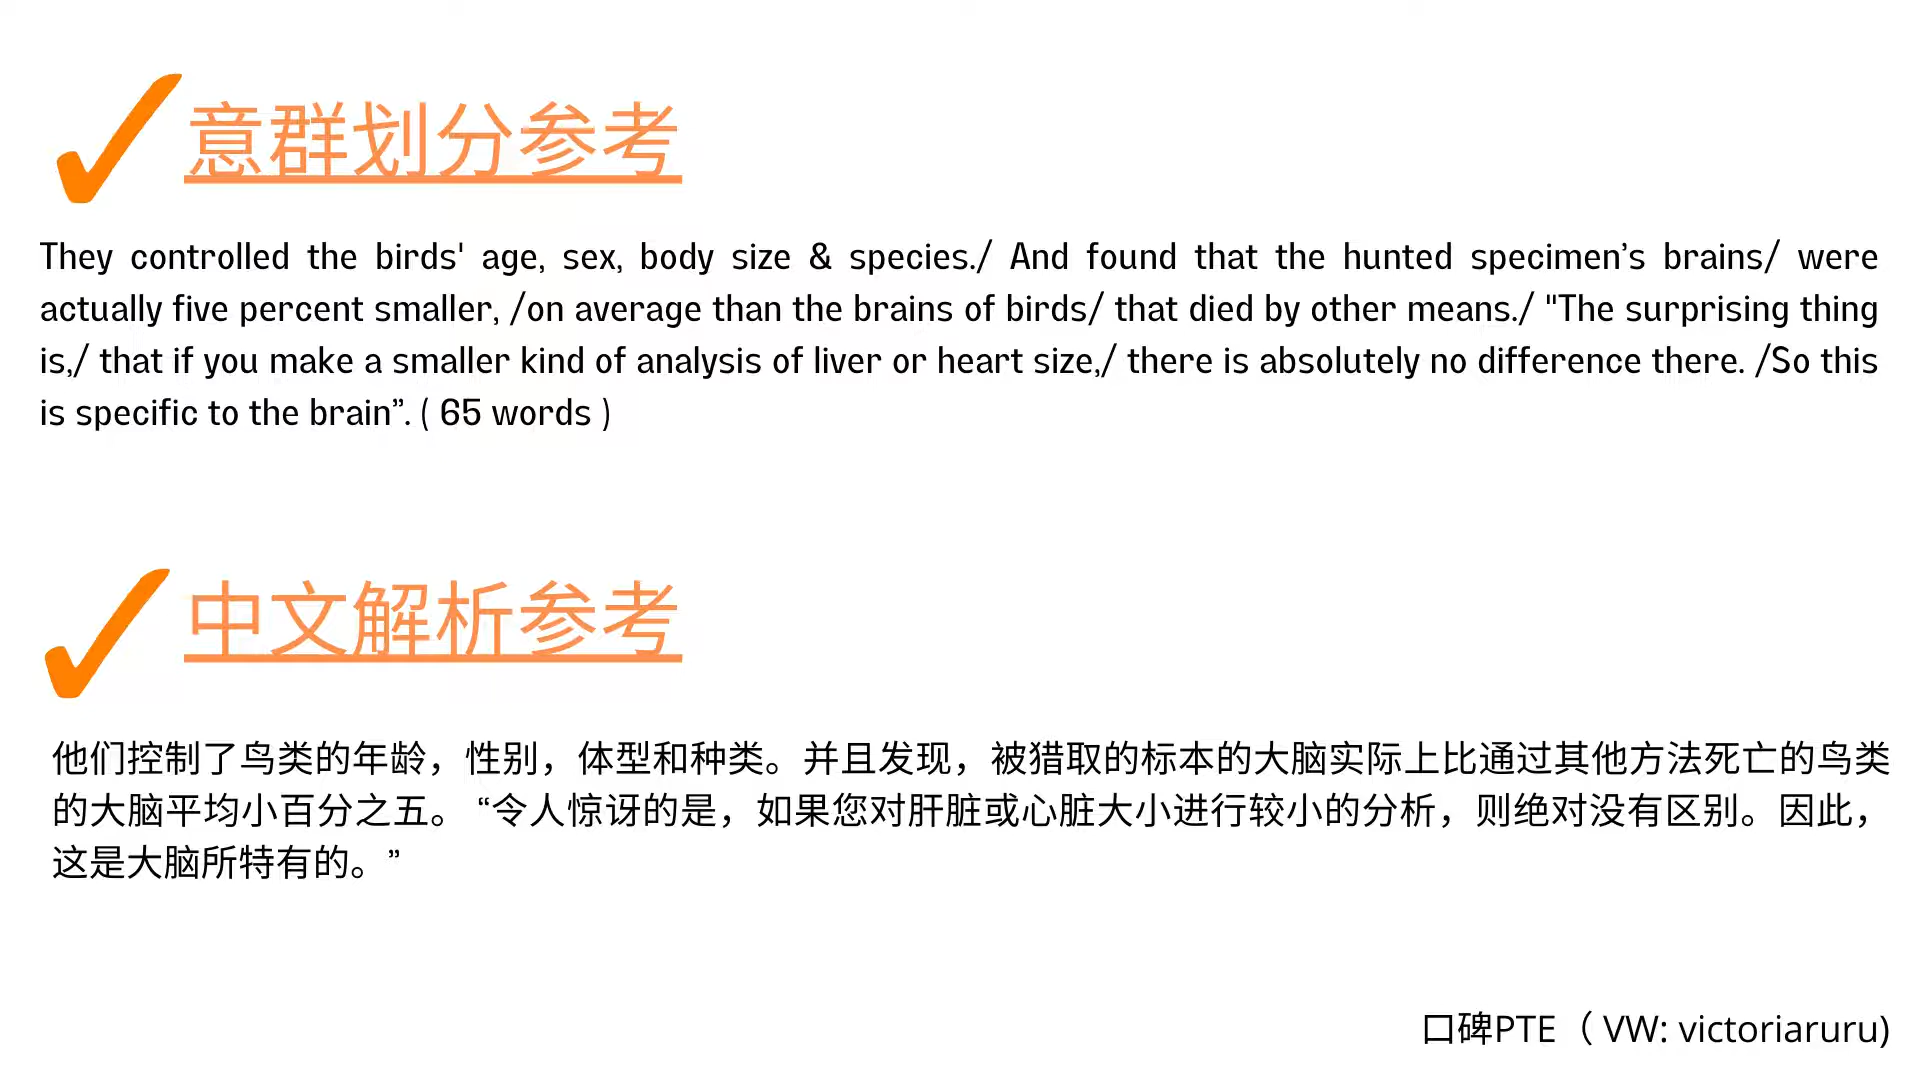 意群划分参考
They controlled the birds' age, sex, body size & species./ And found that the hunted specimen’s brains/ were
actually five percent smaller, /on average than the brains of birds/ that died by other means./ "The surprising thing
is,/ that if you make a smaller kind of analysis of liver or heart size,/ there is absolutely no difference there. /So this
is specific to the brain”. ( 65 words )
中文解析参考
他们控制了鸟类的年龄，性别，体型和种类。并且发现，被猎取的标本的大脑实际上比通过其他方法死亡的鸟类
的大脑平均小百分之五。 “令人惊讶的是，如果您对肝脏或心脏大小进行较小的分析，则绝对没有区别。因此，
这是大脑所特有的。”
口碑PTE（ VW: victoriaruru)